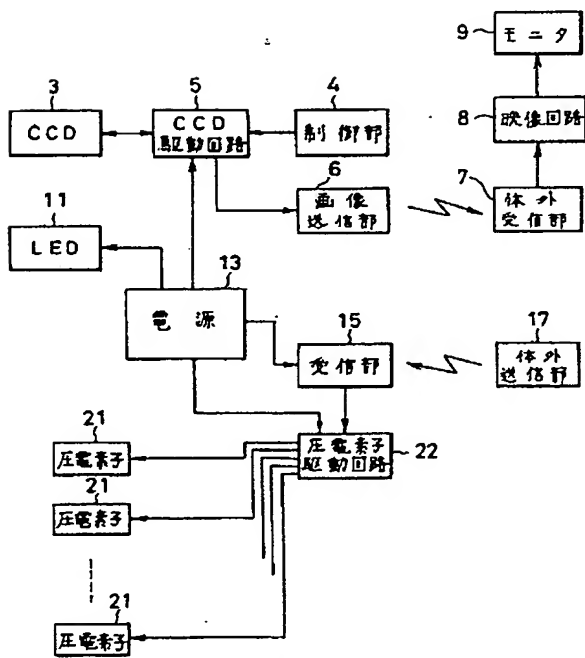 9
モニタ
3
CCD
5
CCD
駆動回路
4
制御部
8
映像回路
6
画像
送信部
7
体外
受信部
11
LED
13
電源
15
受信部
17
体外
送信部
21
圧電素子
圧電素子
駆動回路
22
21
圧電素子
21
圧電素子